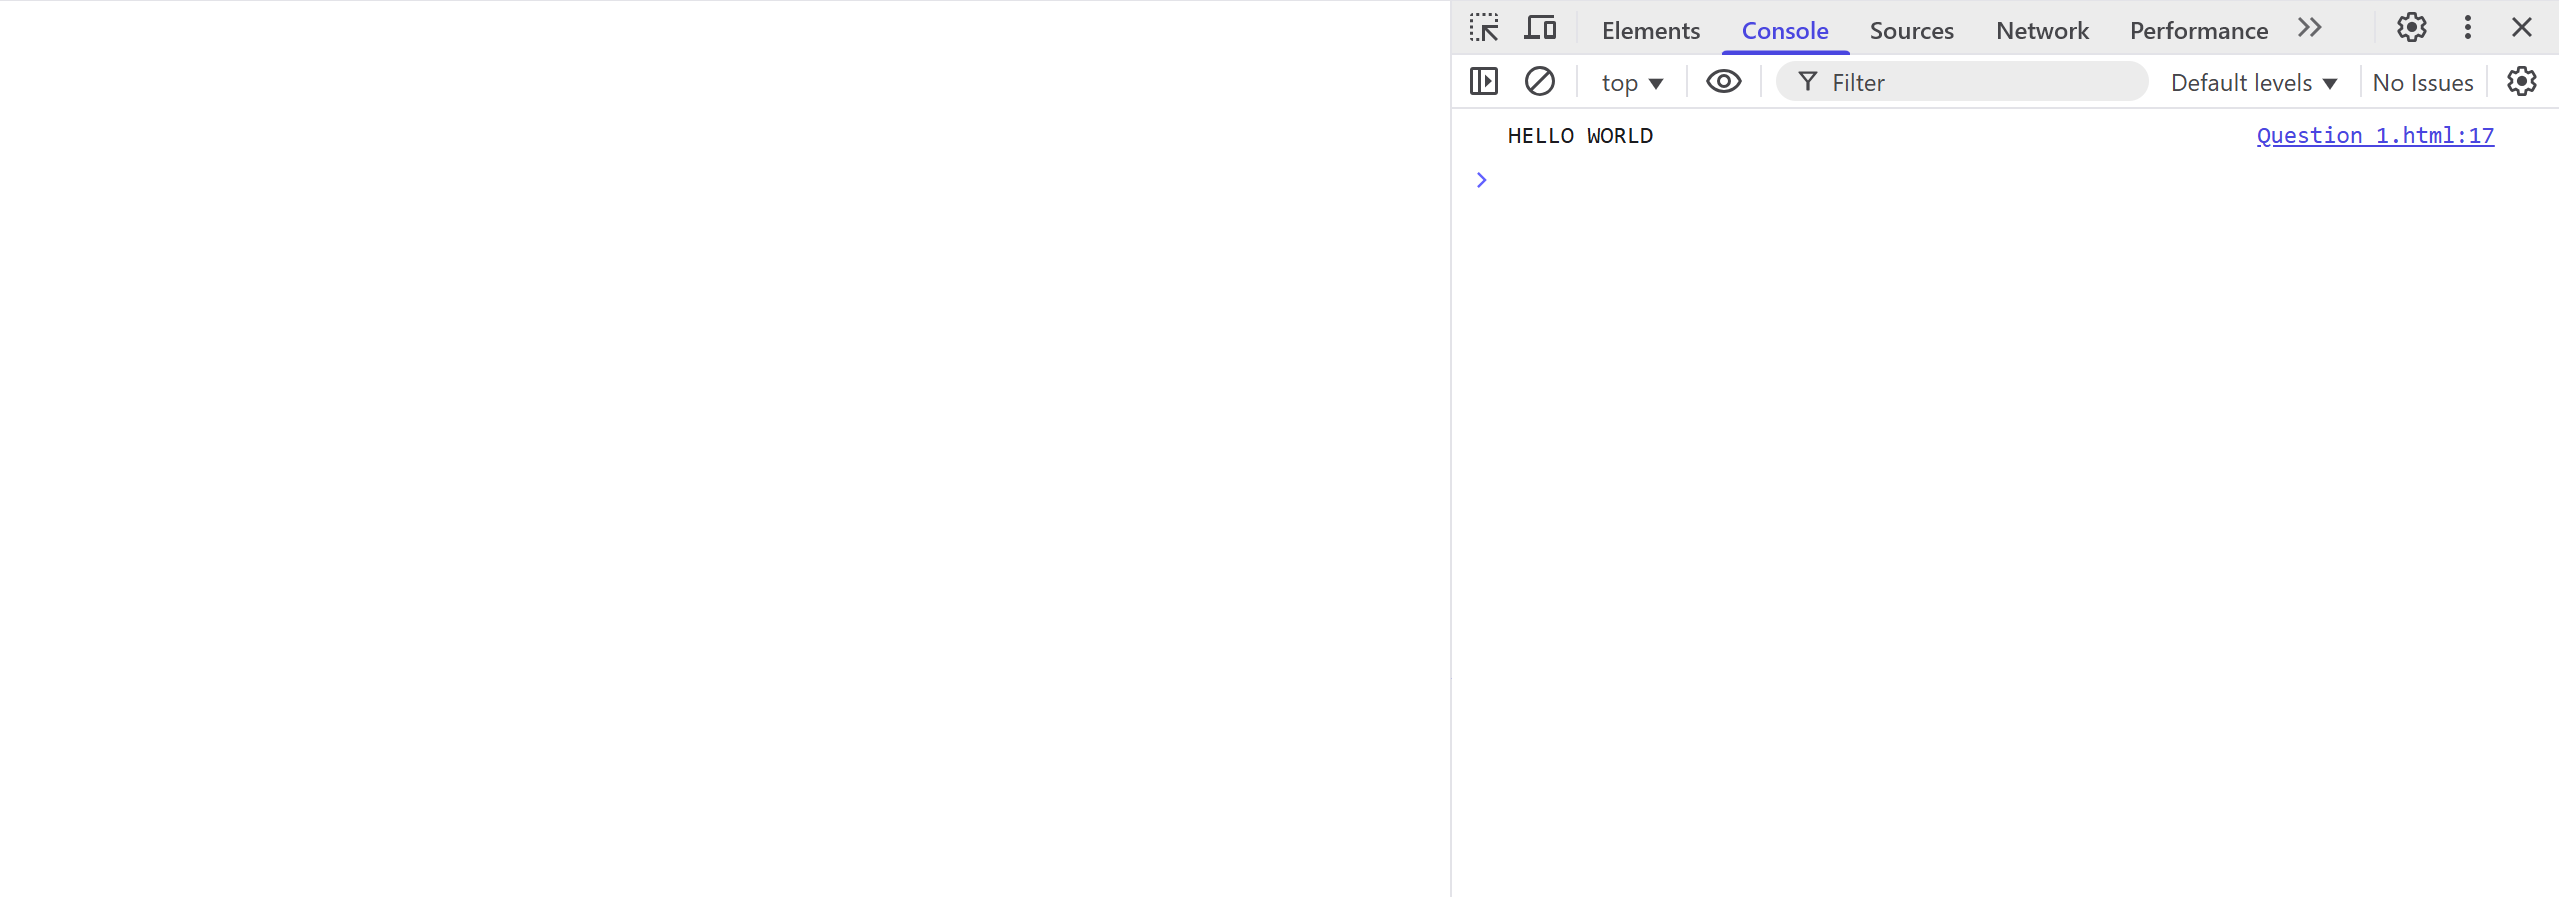 Elements Console Sources Network Performance
top Filter Default levels No Issues
HELLO WORLD Question 1.html:17